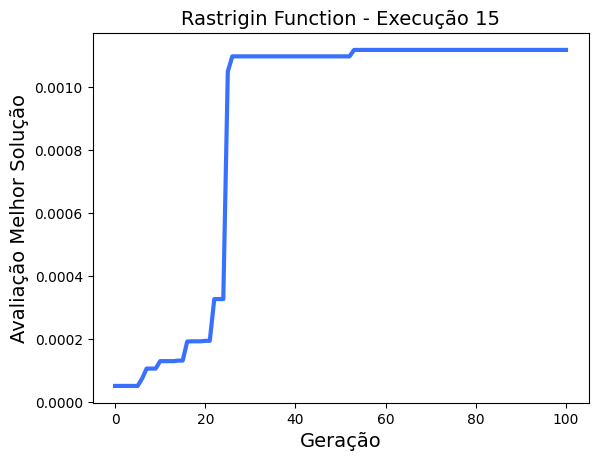 Rastrigin Function - Execução 15
Avaliação Melhor Solução
0.0010
0.0008
0.0006
0.0004
0.0002
0.0000
0 20 40 60 80 100
Geração